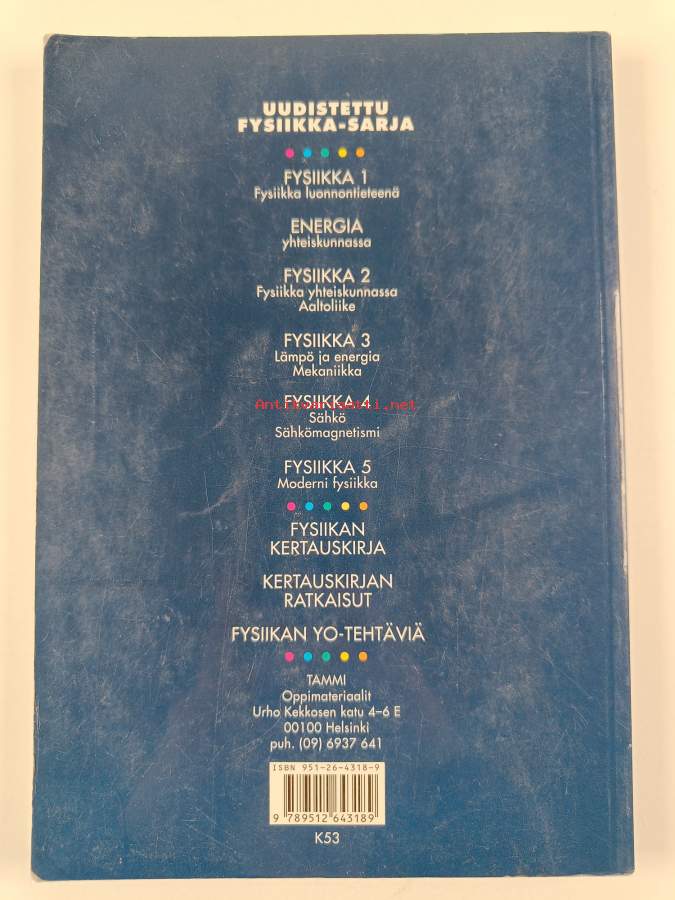 UUDISTETTU
FYSIIKKA-SARJA
FYSIIKKA 1
Fysiikka luonnontieteenä
ENERGIA
yhteiskunnassa
FYSIIKKA 2
Fysiikka yhteiskunnassa
Aaltoliike
FYSIIKKA 3
Lämpö ja energia
Mekaniikka
FYSIIKKA 4
Antikvariaatti.net
Sähkö
Sähkömagnetismi
FYSIIKKA 5
Moderni fysiikka
FYSIIKAN
KERTAUSKIRJA
KERTAUSKIRJAN
RATKAISUT
FYSIIKAN YO-TEHTÄVIÄ
TAMMI
Oppimateriaalit
Urho Kekkosen katu 4–6 E
00100 Helsinki
puh. (09) 6937 641
ISBN 951-26-4318-9
9 789512 643189
K53